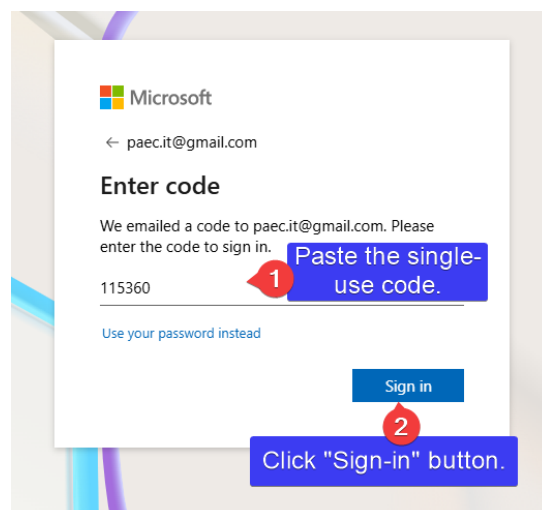 Microsoft
← paec.it@gmail.com
Enter code
We emailed a code to paec.it@gmail.com. Please
enter the code to sign in.
1
Paste the single-
use code.
115360
Use your password instead
Sign in
2
Click "Sign-in" button.